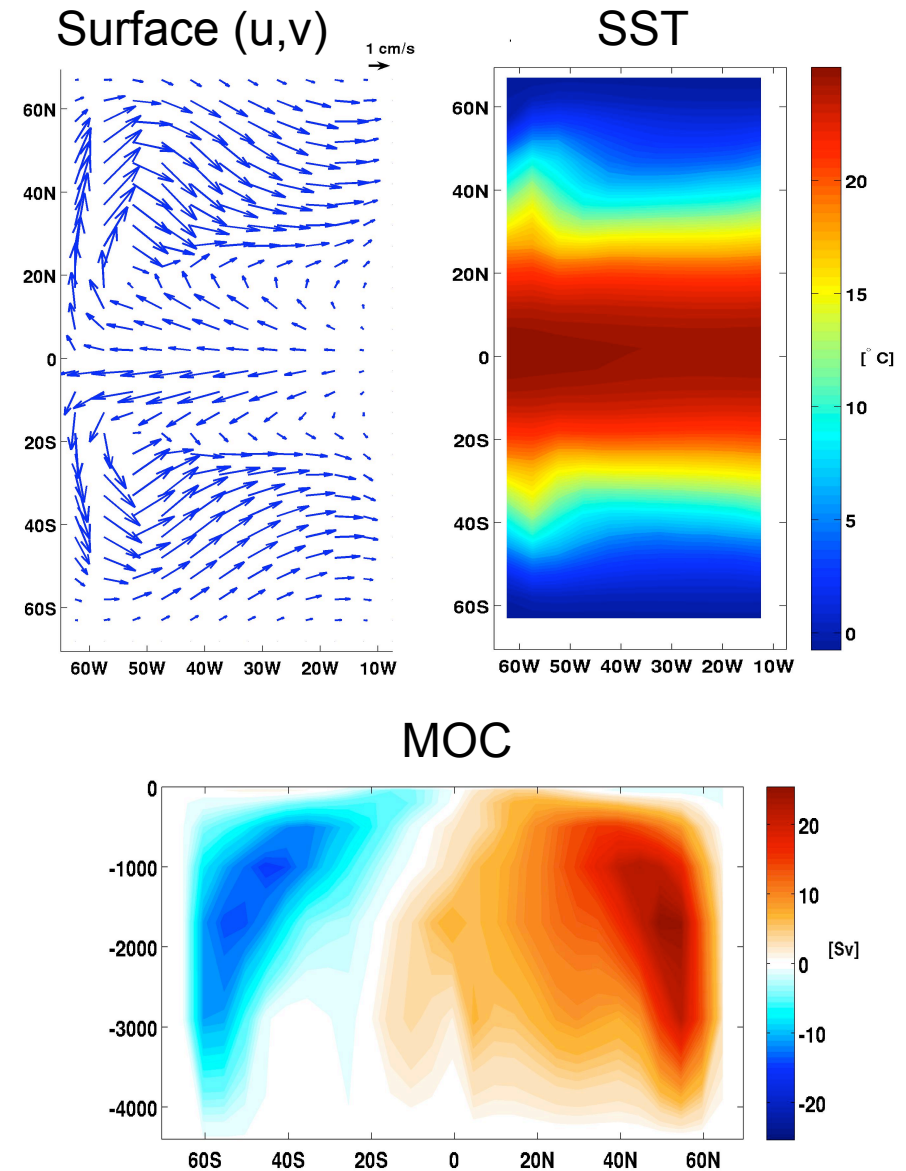 Surface (u,v)
1 cm/s
60N
40N
20N
0
20S
40S
60S
60W 50W 40W 30W 20W 10W
SST
60N
40N
20N
0
20S
40S
60S
60W 50W 40W 30W 20W 10W
20
15
[° C]
10
5
0
MOC
0
-1000
-2000
-3000
-4000
60S 40S 20S 0 20N 40N 60N
20
10
0
[Sv]
-10
-20